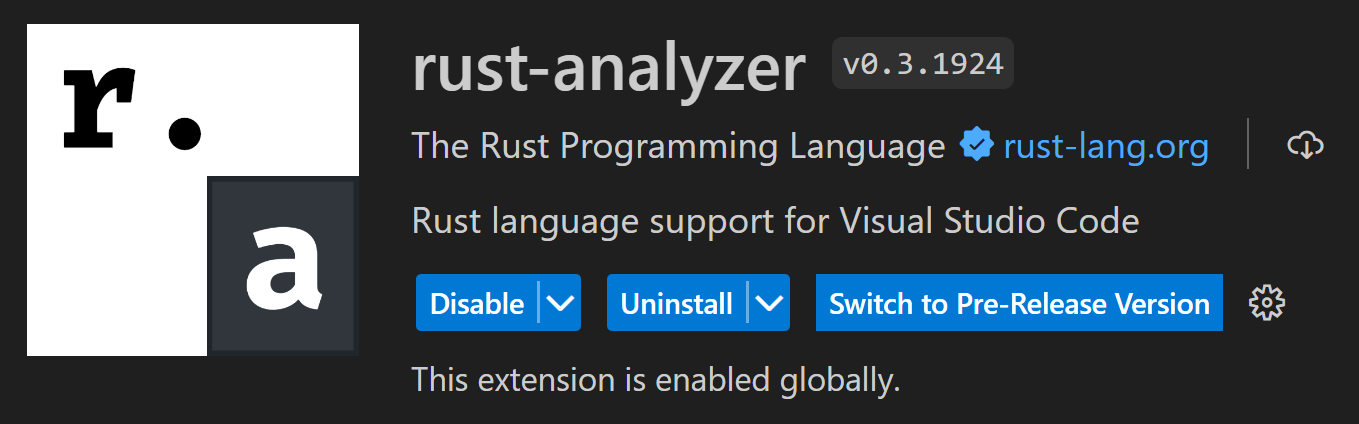 r.
a
rust-analyzer v0.3.1924
The Rust Programming Language rust-lang.org
Rust language support for Visual Studio Code
Disable Uninstall Switch to Pre-Release Version
This extension is enabled globally.